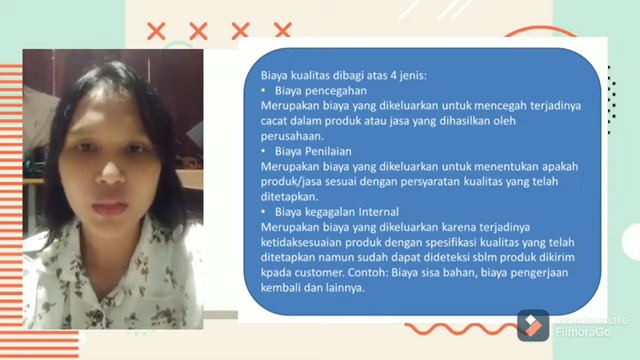 Biaya kualitas dibagi atas 4 jenis:
• Biaya pencegahan
Merupakan biaya yang dikeluarkan untuk mencegah terjadinya
cacat dalam produk atau jasa yang dihasilkan oleh
perusahaan.
• Biaya Penilaian
Merupakan biaya yang dikeluarkan untuk menentukan apakah
produk/jasa sesuai dengan persyaratan kualitas yang telah
ditetapkan.
• Biaya kegagalan Internal
Merupakan biaya yang dikeluarkan karena terjadinya
ketidaksesuaian produk dengan spesifikasi kualitas yang telah
ditetapkan namun sudah dapat dideteksi sblm produk dikirim
kpada customer. Contoh: Biaya sisa bahan, biaya pengerjaan
kembali dan lainnya.
Wondershare
FilmoraGo